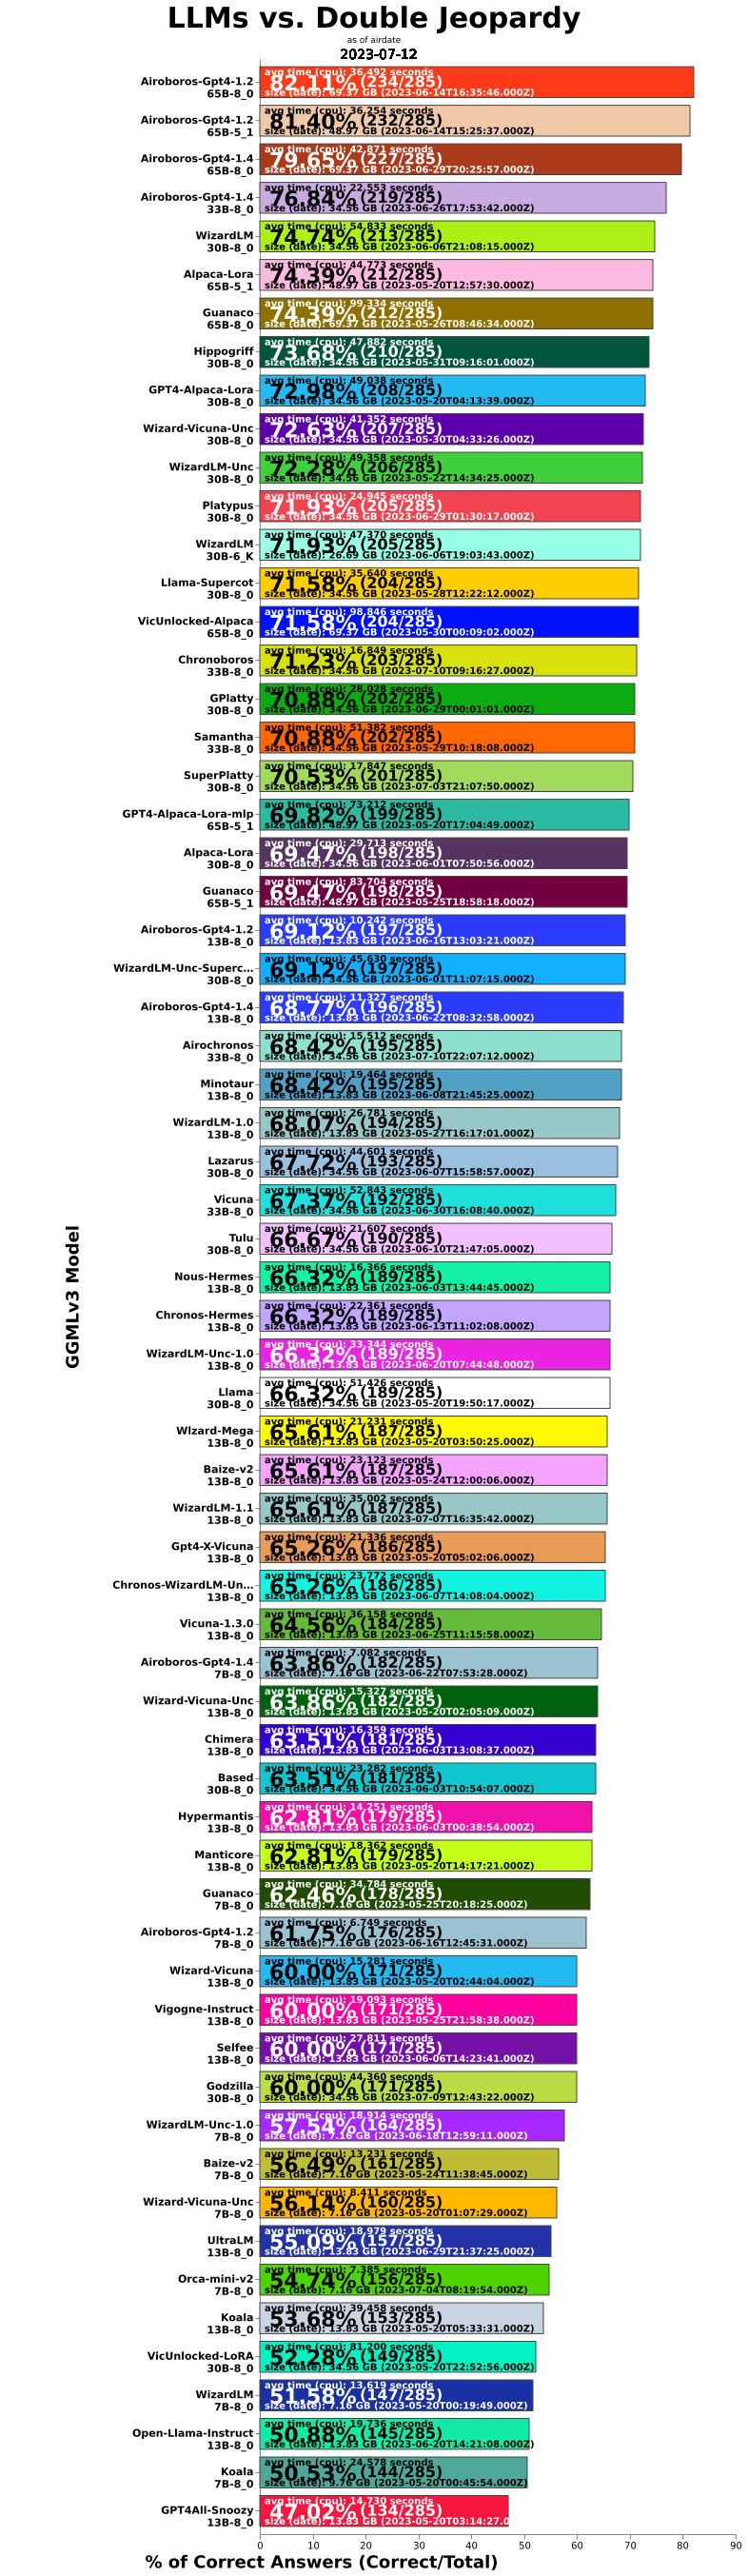 LLMs vs. Double Jeopardy
as of airdate
2023-07-12
Airoboros-Gpt4-1.2
65B-8_0
avg time (cpu): 36,492 seconds
82.11% (234/285)
size (date): 69.37 GB (2023-06-14T16:35:46.000Z)
Airoboros-Gpt4-1.2
65B-5_1
avg time (cpu): 36,254 seconds
81.40% (232/285)
size (date): 48.97 GB (2023-06-14T15:25:37.000Z)
Airoboros-Gpt4-1.4
65B-8_0
avg time (cpu): 42,871 seconds
79.65% (227/285)
size (date): 69.37 GB (2023-06-29T20:25:57.000Z)
Airoboros-Gpt4-1.4
33B-8_0
avg time (cpu): 22,553 seconds
76.84% (219/285)
size (date): 34.56 GB (2023-06-26T17:53:42.000Z)
WizardLM
30B-8_0
avg time (cpu): 54,833 seconds
74.74% (213/285)
size (date): 34.56 GB (2023-06-06T21:08:15.000Z)
Alpaca-Lora
65B-5_1
avg time (cpu): 44,773 seconds
74.39% (212/285)
size (date): 48.97 GB (2023-05-20T12:57:30.000Z)
Guanaco
65B-8_0
avg time (cpu): 99,334 seconds
74.39% (212/285)
size (date): 69.37 GB (2023-05-26T08:46:34.000Z)
Hippogriff
30B-8_0
avg time (cpu): 47,882 seconds
73.68% (210/285)
size (date): 34.56 GB (2023-05-31T09:16:01.000Z)
GPT4-Alpaca-Lora
30B-8_0
avg time (cpu): 49,038 seconds
72.98% (208/285)
size (date): 34.56 GB (2023-05-20T04:13:39.000Z)
Wizard-Vicuna-Unc
30B-8_0
avg time (cpu): 41,352 seconds
72.63% (207/285)
size (date): 34.56 GB (2023-05-30T04:33:26.000Z)
WizardLM-Unc
30B-8_0
avg time (cpu): 49,358 seconds
72.28% (206/285)
size (date): 34.56 GB (2023-05-22T14:34:25.000Z)
Platypus
30B-8_0
avg time (cpu): 24,945 seconds
71.93% (205/285)
size (date): 34.56 GB (2023-06-29T01:30:17.000Z)
WizardLM
30B-6_K
avg time (cpu): 47,370 seconds
71.93% (205/285)
size (date): 26.69 GB (2023-06-06T19:03:43.000Z)
Llama-Supercot
30B-8_0
avg time (cpu): 35,640 seconds
71.58% (204/285)
size (date): 34.56 GB (2023-05-28T12:22:12.000Z)
VicUnlocked-Alpaca
65B-8_0
avg time (cpu): 98,846 seconds
71.58% (204/285)
size (date): 69.37 GB (2023-05-30T00:09:02.000Z)
Chronoboros
33B-8_0
avg time (cpu): 16,849 seconds
71.23% (203/285)
size (date): 34.56 GB (2023-07-10T09:16:27.000Z)
GPlatty
30B-8_0
avg time (cpu): 28,028 seconds
70.88% (202/285)
size (date): 34.56 GB (2023-06-29T00:01:01.000Z)
Samantha
33B-8_0
avg time (cpu): 51,382 seconds
70.88% (202/285)
size (date): 34.56 GB (2023-05-29T10:18:08.000Z)
SuperPlatty
30B-8_0
avg time (cpu): 17,847 seconds
70.53% (201/285)
size (date): 34.56 GB (2023-07-03T21:07:50.000Z)
GPT4-Alpaca-Lora-mlp
65B-5_1
avg time (cpu): 73,212 seconds
69.82% (199/285)
size (date): 48.97 GB (2023-05-20T17:04:49.000Z)
Alpaca-Lora
30B-8_0
avg time (cpu): 29,713 seconds
69.47% (198/285)
size (date): 34.56 GB (2023-06-01T07:50:56.000Z)
Guanaco
65B-5_1
avg time (cpu): 83,704 seconds
69.47% (198/285)
size (date): 48.97 GB (2023-05-25T18:58:18.000Z)
Airoboros-Gpt4-1.2
13B-8_0
avg time (cpu): 10,242 seconds
69.12% (197/285)
size (date): 13.83 GB (2023-06-16T13:03:21.000Z)
WizardLM-Unc-Superc...
30B-8_0
avg time (cpu): 45,630 seconds
69.12% (197/285)
size (date): 34.56 GB (2023-06-01T11:07:15.000Z)
Airoboros-Gpt4-1.4
13B-8_0
avg time (cpu): 11,327 seconds
68.77% (196/285)
size (date): 13.83 GB (2023-06-22T08:32:58.000Z)
Airochronos
33B-8_0
avg time (cpu): 15,512 seconds
68.42% (195/285)
size (date): 34.56 GB (2023-07-10T22:07:12.000Z)
Minotaur
13B-8_0
avg time (cpu): 19,464 seconds
68.42% (195/285)
size (date): 13.83 GB (2023-06-08T21:45:25.000Z)
WizardLM-1.0
13B-8_0
avg time (cpu): 26,781 seconds
68.07% (194/285)
size (date): 13.83 GB (2023-05-27T16:17:01.000Z)
Lazarus
30B-8_0
avg time (cpu): 44,601 seconds
67.72% (193/285)
size (date): 34.56 GB (2023-06-07T15:58:57.000Z)
Vicuna
33B-8_0
avg time (cpu): 52,843 seconds
67.37% (192/285)
size (date): 34.56 GB (2023-06-30T16:08:40.000Z)
Tulu
30B-8_0
avg time (cpu): 21,607 seconds
66.67% (190/285)
size (date): 34.56 GB (2023-06-10T21:47:05.000Z)
Nous-Hermes
13B-8_0
avg time (cpu): 16,366 seconds
66.32% (189/285)
size (date): 13.83 GB (2023-06-03T13:44:45.000Z)
Chronos-Hermes
13B-8_0
avg time (cpu): 22,361 seconds
66.32% (189/285)
size (date): 13.83 GB (2023-06-13T11:02:08.000Z)
WizardLM-Unc-1.0
13B-8_0
avg time (cpu): 33,344 seconds
66.32% (189/285)
size (date): 13.83 GB (2023-06-20T07:44:48.000Z)
Llama
30B-8_0
avg time (cpu): 51,426 seconds
66.32% (189/285)
size (date): 34.56 GB (2023-05-20T19:50:17.000Z)
WIzard-Mega
13B-8_0
avg time (cpu): 21,231 seconds
65.61% (187/285)
size (date): 13.83 GB (2023-05-20T03:50:25.000Z)
Baize-v2
13B-8_0
avg time (cpu): 23,123 seconds
65.61% (187/285)
size (date): 13.83 GB (2023-05-24T12:00:06.000Z)
WizardLM-1.1
13B-8_0
avg time (cpu): 35,002 seconds
65.61% (187/285)
size (date): 13.83 GB (2023-07-07T16:35:42.000Z)
Gpt4-X-Vicuna
13B-8_0
avg time (cpu): 21,336 seconds
65.26% (186/285)
size (date): 13.83 GB (2023-05-20T05:02:06.000Z)
Chronos-WizardLM-Un...
13B-8_0
avg time (cpu): 23,772 seconds
65.26% (186/285)
size (date): 13.83 GB (2023-06-07T14:08:04.000Z)
Vicuna-1.3.0
13B-8_0
avg time (cpu): 36,158 seconds
64.56% (184/285)
size (date): 13.83 GB (2023-06-25T11:15:58.000Z)
Airoboros-Gpt4-1.4
7B-8_0
avg time (cpu): 7,082 seconds
63.86% (182/285)
size (date): 7.16 GB (2023-06-22T07:53:28.000Z)
Wizard-Vicuna-Unc
13B-8_0
avg time (cpu): 15,327 seconds
63.86% (182/285)
size (date): 13.83 GB (2023-05-20T02:05:09.000Z)
Chimera
13B-8_0
avg time (cpu): 16,359 seconds
63.51% (181/285)
size (date): 13.83 GB (2023-06-03T13:08:37.000Z)
Based
30B-8_0
avg time (cpu): 23,282 seconds
63.51% (181/285)
size (date): 34.56 GB (2023-06-03T10:54:07.000Z)
Hypermantis
13B-8_0
avg time (cpu): 14,251 seconds
62.81% (179/285)
size (date): 13.83 GB (2023-06-03T00:38:54.000Z)
Manticore
13B-8_0
avg time (cpu): 18,362 seconds
62.81% (179/285)
size (date): 13.83 GB (2023-05-20T14:17:21.000Z)
Guanaco
7B-8_0
avg time (cpu): 34,784 seconds
62.46% (178/285)
size (date): 7.16 GB (2023-05-25T20:18:25.000Z)
Airoboros-Gpt4-1.2
7B-8_0
avg time (cpu): 6,749 seconds
61.75% (176/285)
size (date): 7.16 GB (2023-06-16T12:45:31.000Z)
Wizard-Vicuna
13B-8_0
avg time (cpu): 15,281 seconds
60.00% (171/285)
size (date): 13.83 GB (2023-05-20T02:44:04.000Z)
Vigogne-Instruct
13B-8_0
avg time (cpu): 19,093 seconds
60.00% (171/285)
size (date): 13.83 GB (2023-05-25T21:58:38.000Z)
Selfee
13B-8_0
avg time (cpu): 27,811 seconds
60.00% (171/285)
size (date): 13.83 GB (2023-06-06T14:23:41.000Z)
Godzilla
30B-8_0
avg time (cpu): 44,360 seconds
60.00% (171/285)
size (date): 34.56 GB (2023-07-09T12:43:22.000Z)
WizardLM-Unc-1.0
7B-8_0
avg time (cpu): 18,914 seconds
57.54% (164/285)
size (date): 7.16 GB (2023-06-18T12:59:11.000Z)
Baize-v2
7B-8_0
avg time (cpu): 13,231 seconds
56.49% (161/285)
size (date): 7.16 GB (2023-05-24T11:38:45.000Z)
Wizard-Vicuna-Unc
7B-8_0
avg time (cpu): 8,411 seconds
56.14% (160/285)
size (date): 7.16 GB (2023-05-20T01:07:29.000Z)
UltraLM
13B-8_0
avg time (cpu): 18,979 seconds
55.09% (157/285)
size (date): 13.83 GB (2023-06-29T21:37:25.000Z)
Orca-mini-v2
7B-8_0
avg time (cpu): 7,385 seconds
54.74% (156/285)
size (date): 7.16 GB (2023-07-04T08:19:54.000Z)
Koala
13B-8_0
avg time (cpu): 39,458 seconds
53.68% (153/285)
size (date): 13.83 GB (2023-05-20T05:33:31.000Z)
VicUnlocked-LoRA
30B-8_0
avg time (cpu): 81,200 seconds
52.28% (149/285)
size (date): 34.56 GB (2023-05-20T22:52:56.000Z)
WizardLM
7B-8_0
avg time (cpu): 13,619 seconds
51.58% (147/285)
size (date): 7.16 GB (2023-05-20T00:19:49.000Z)
Open-Llama-Instruct
13B-8_0
avg time (cpu): 19,736 seconds
50.88% (145/285)
size (date): 13.83 GB (2023-06-20T14:21:08.000Z)
Koala
7B-8_0
avg time (cpu): 24,578 seconds
50.53% (144/285)
size (date): 9.76 GB (2023-05-20T00:45:54.000Z)
GPT4All-Snoozy
13B-8_0
avg time (cpu): 14,730 seconds
47.02% (134/285)
size (date): 13.83 GB (2023-05-20T03:14:27.0
GGMLv3 Model
0 10 20 30 40 50 60 70 80 90
% of Correct Answers (Correct/Total)